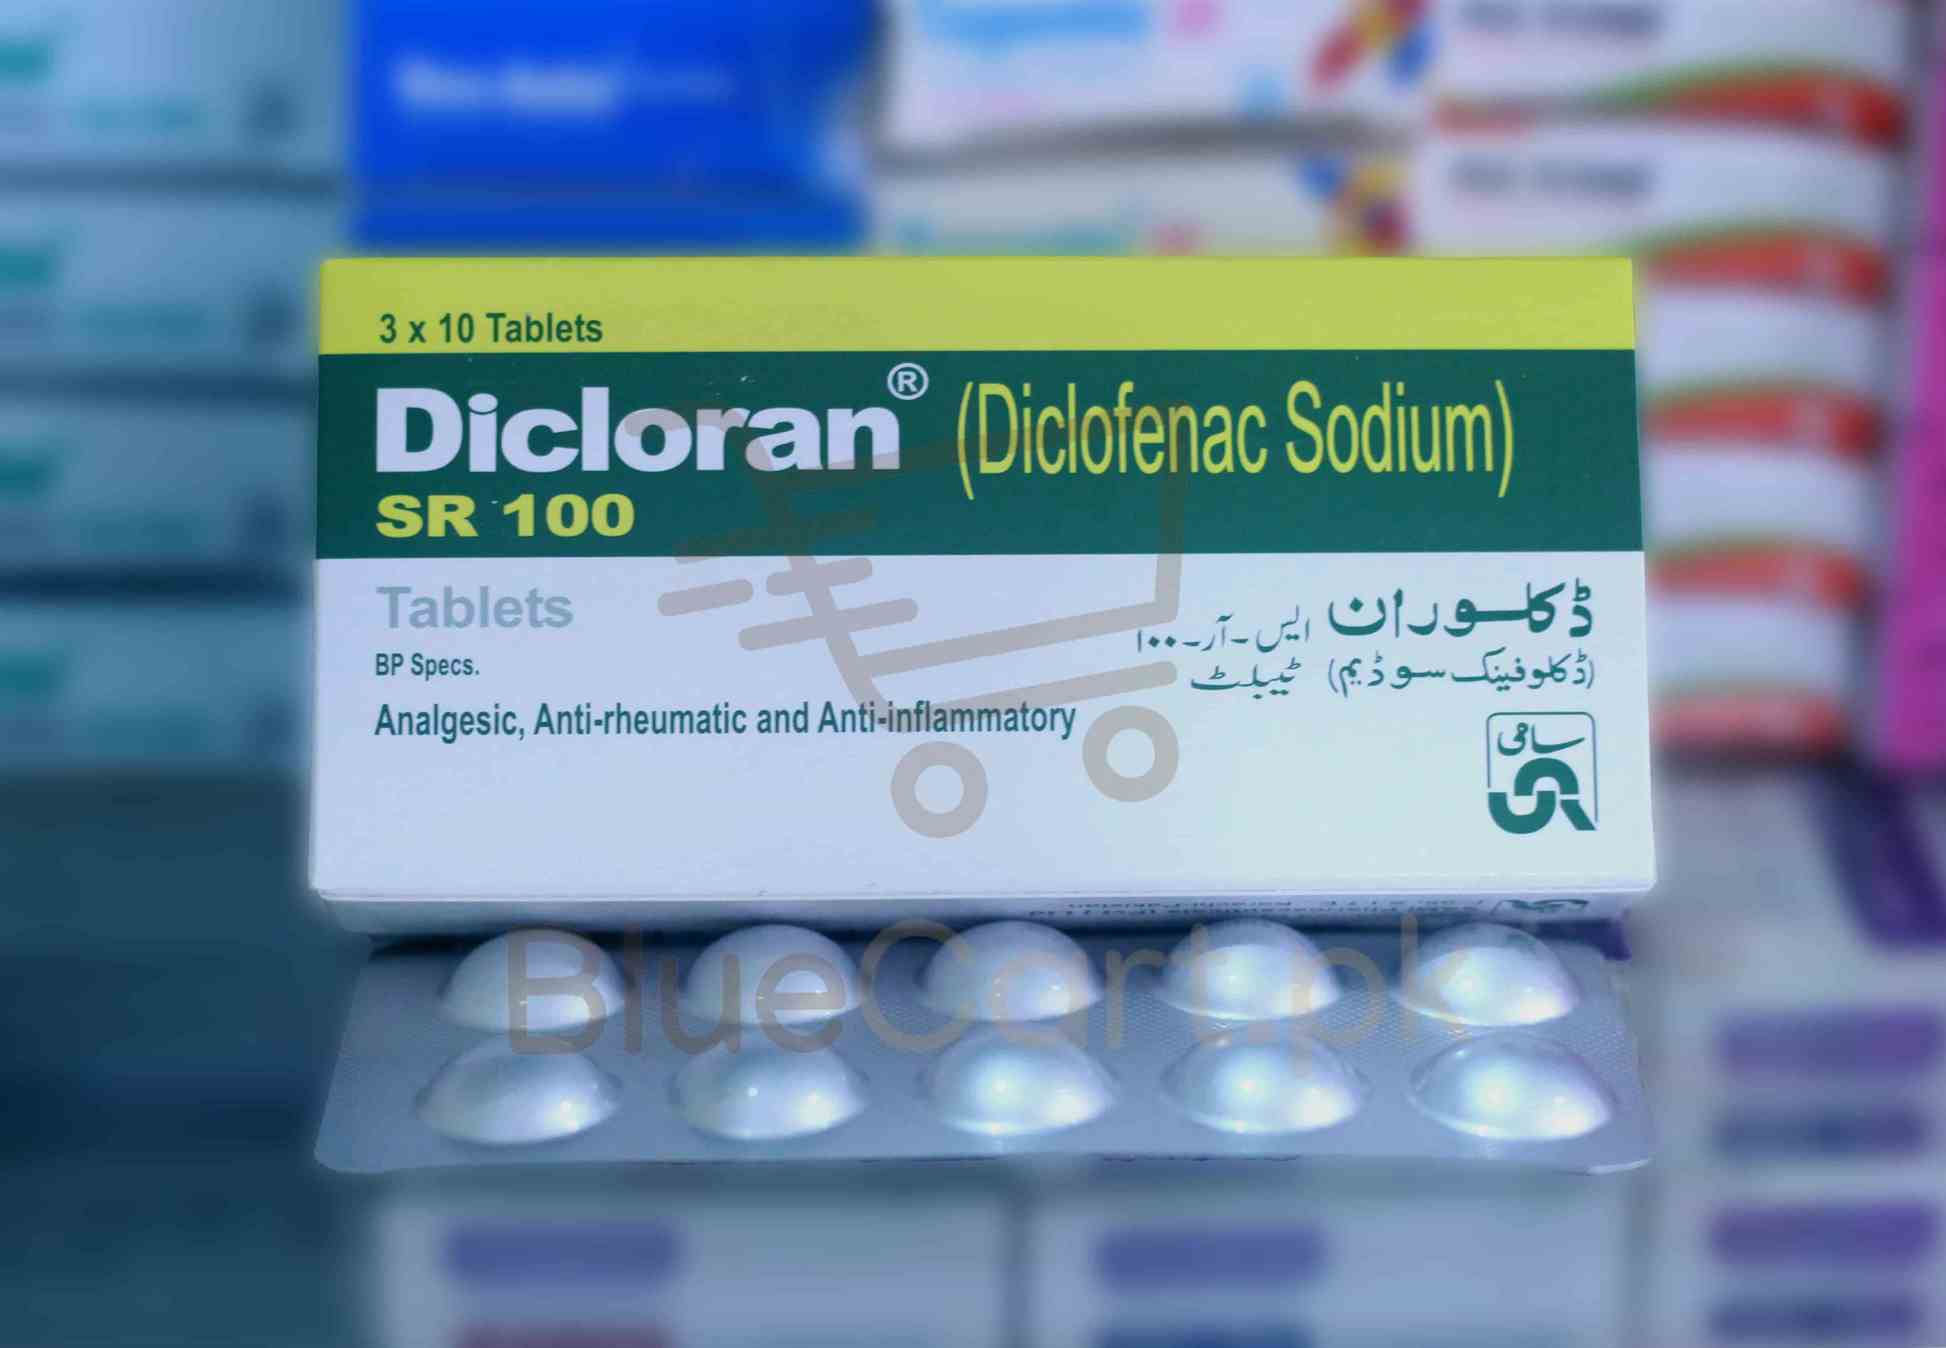 3 x 10 Tablets
Dicloran® (Diclofenac Sodium)
SR 100
Tablets
BP Specs.
Analgesic, Anti-rheumatic and Anti-inflammatory
ڈکلوران ایس-آر-۱۰۰
(ڈکلوفینک سوڈیم) ٹیبلٹ
سامی
BlueCart.pk